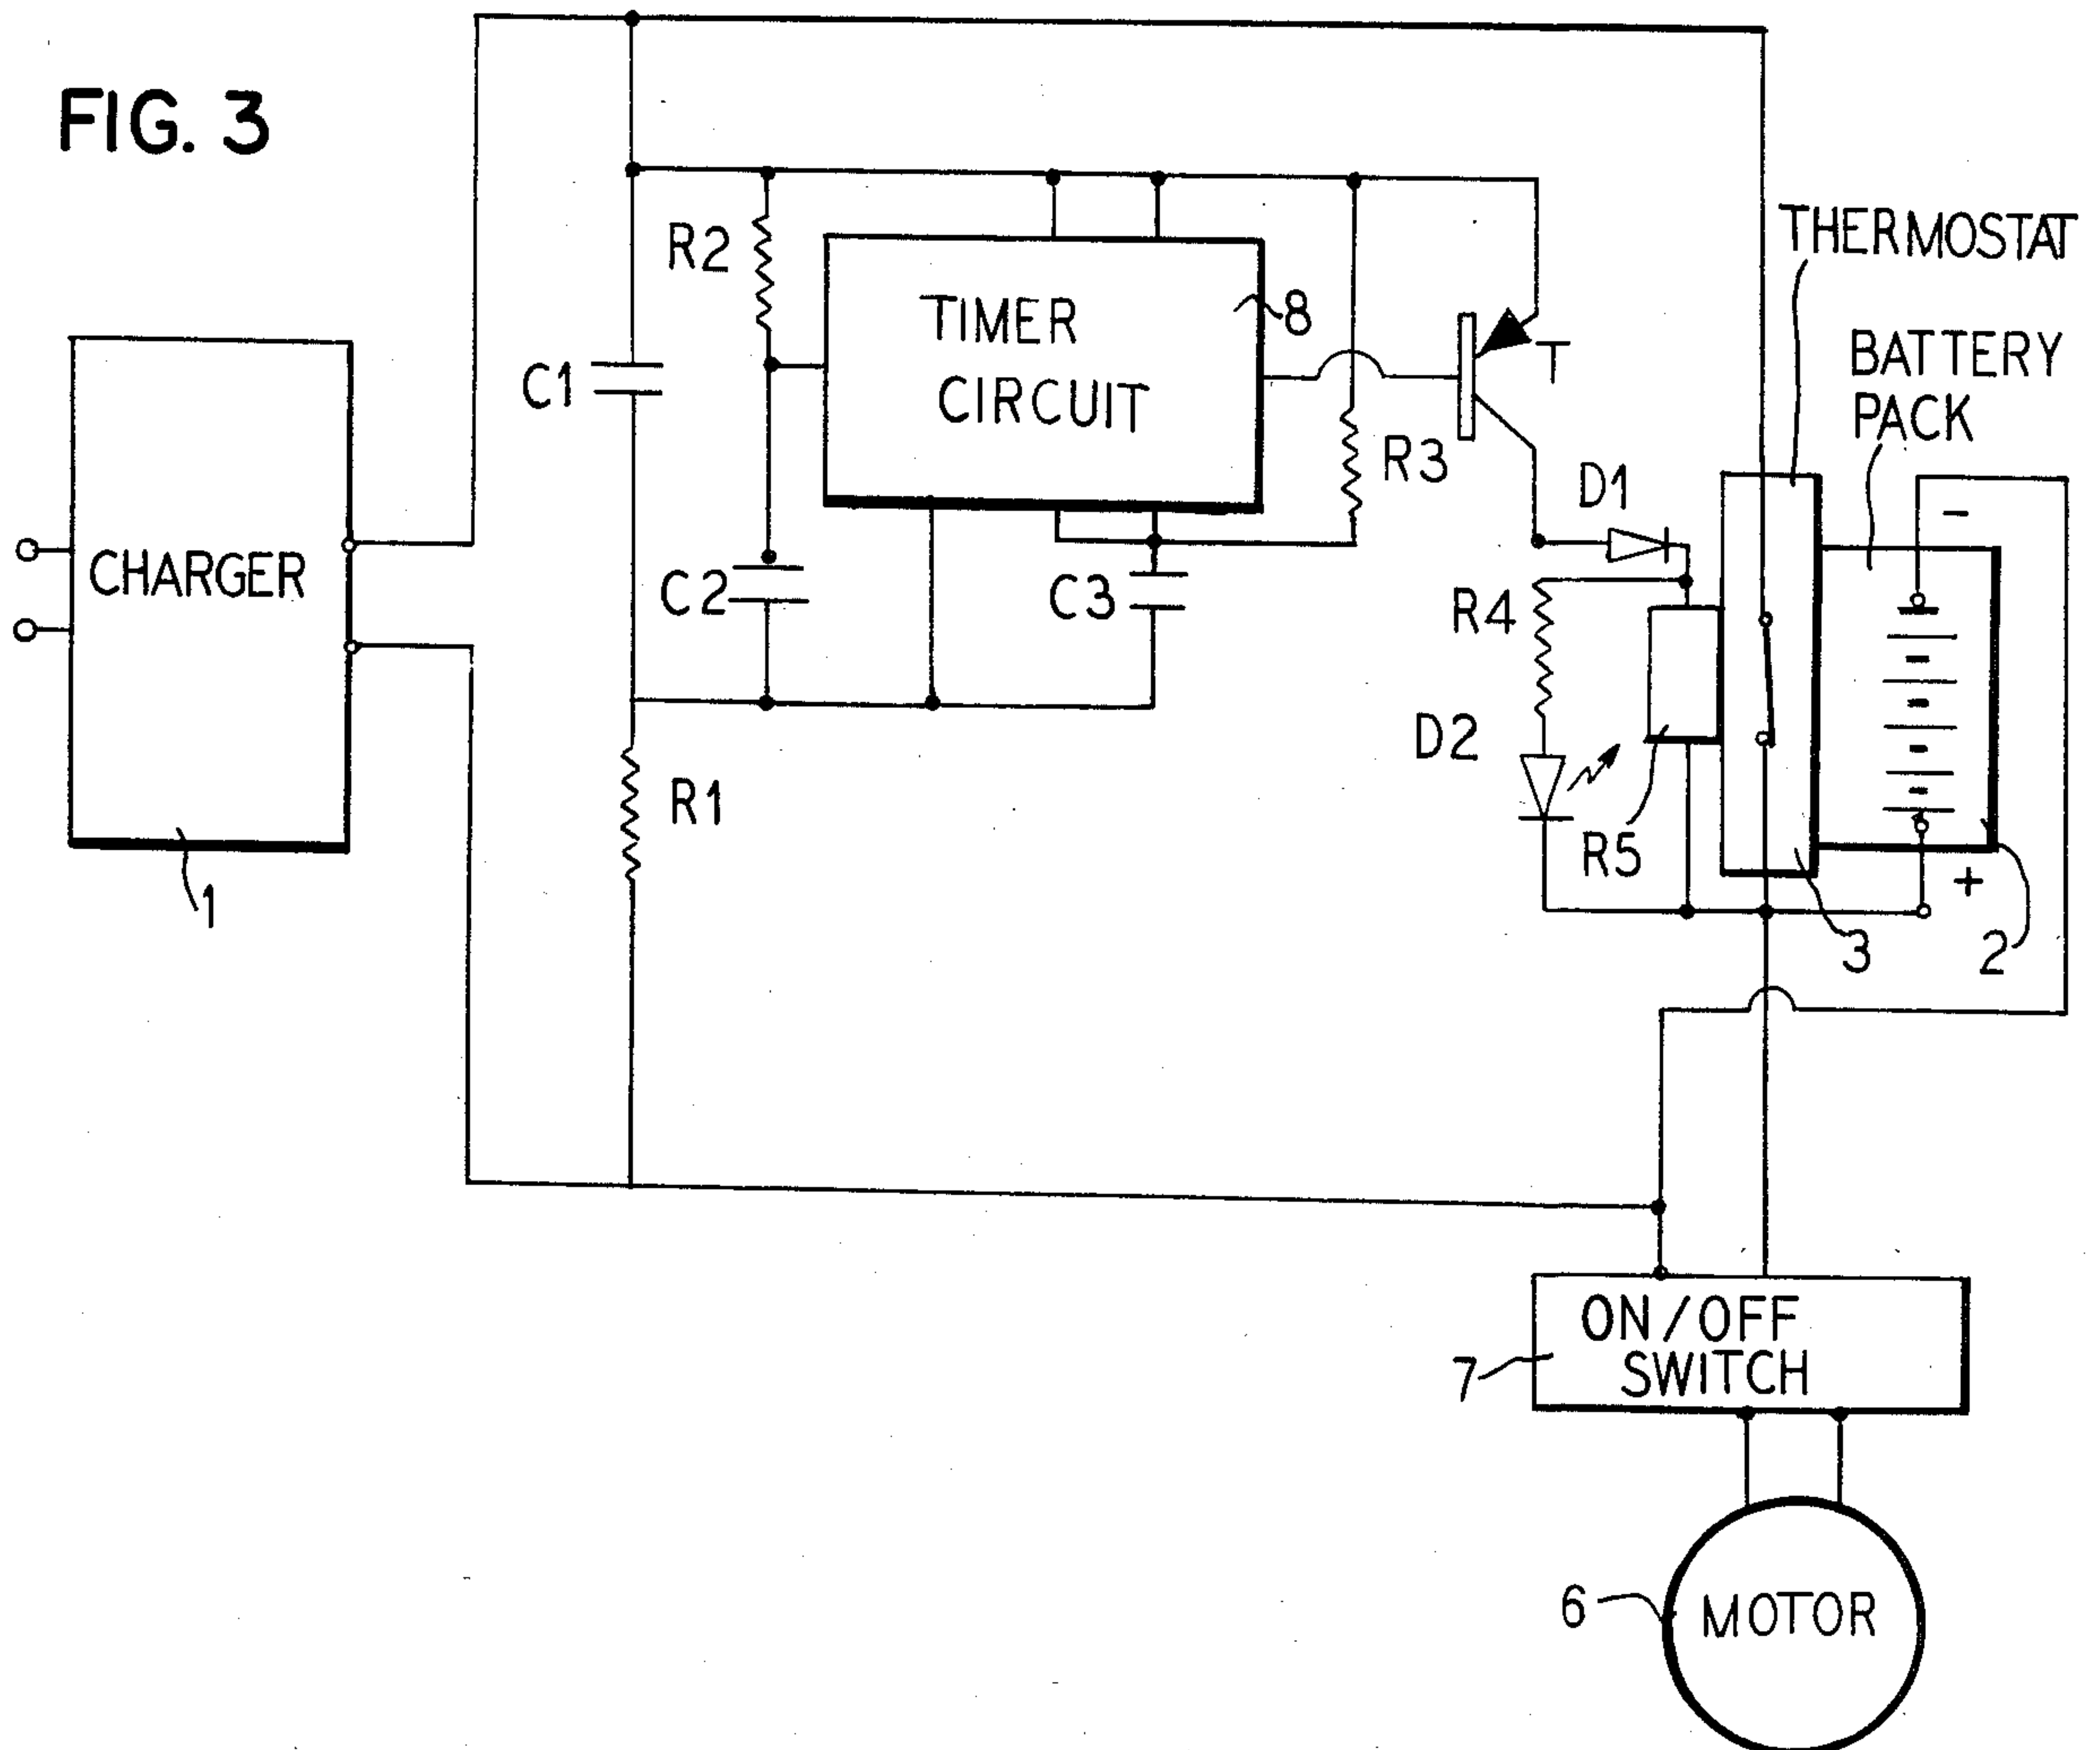 FIG. 3
THERMOSTAT
R2
TIMER
CIRCUIT
8
BATTERY
PACK
T
C1
R3
D1
-
CHARGER
C2
C3
R4
D2
R1
R5
+
1
3
2
ON/OFF
SWITCH
7
6
MOTOR